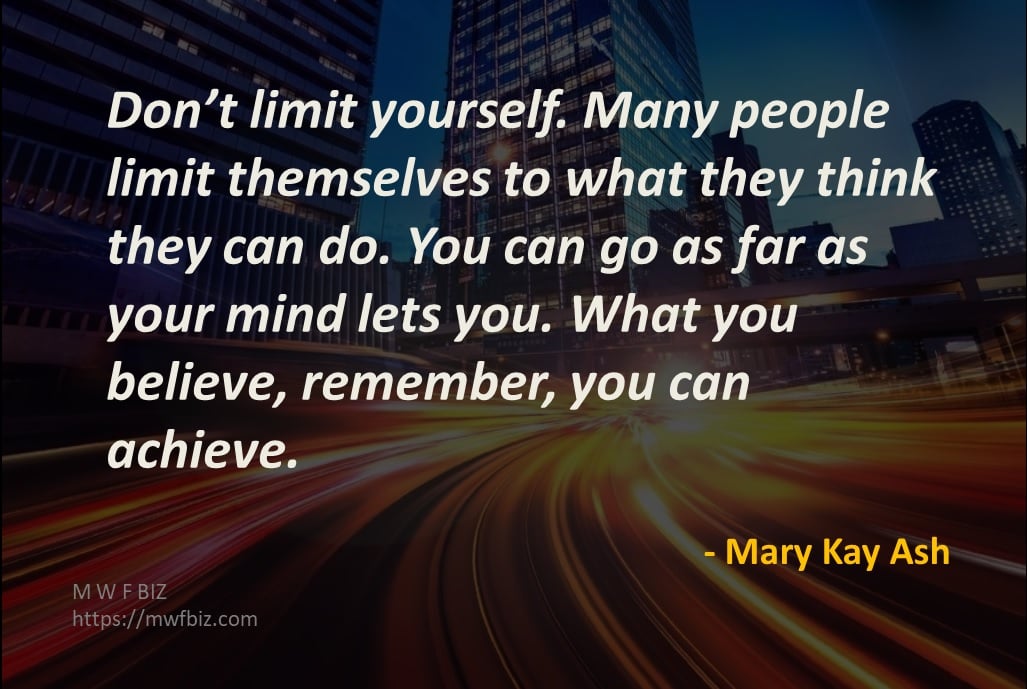 Don’t limit yourself. Many people
limit themselves to what they think
they can do. You can go as far as
your mind lets you. What you
believe, remember, you can
achieve.
- Mary Kay Ash
M W F BIZ
https://mwfbiz.com